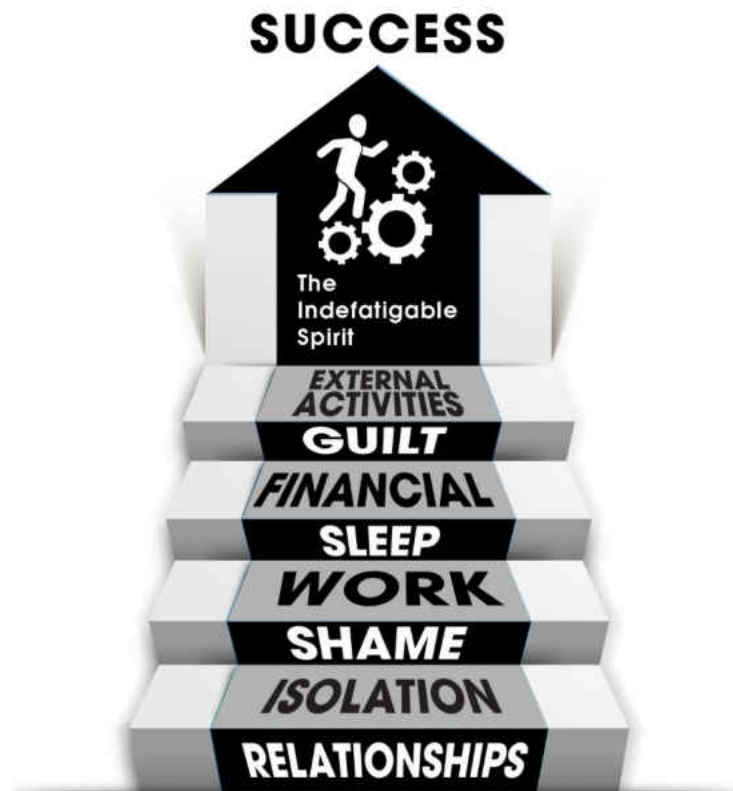 SUCCESS
The
Indefatigable
Spirit
EXTERNAL
ACTIVITIES
GUILT
FINANCIAL
SLEEP
WORK
SHAME
ISOLATION
RELATIONSHIPS